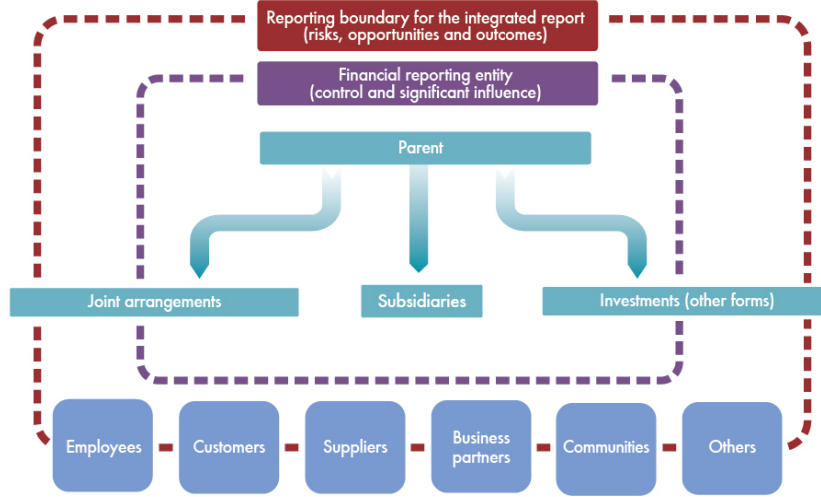 Reporting boundary for the integrated report
(risks, opportunities and outcomes)
Financial reporting entity
(control and significant influence)
Parent
Joint arrangements
Subsidiaries
Investments (other forms)
Employees
Customers
Suppliers
Business
partners
Communities
Others